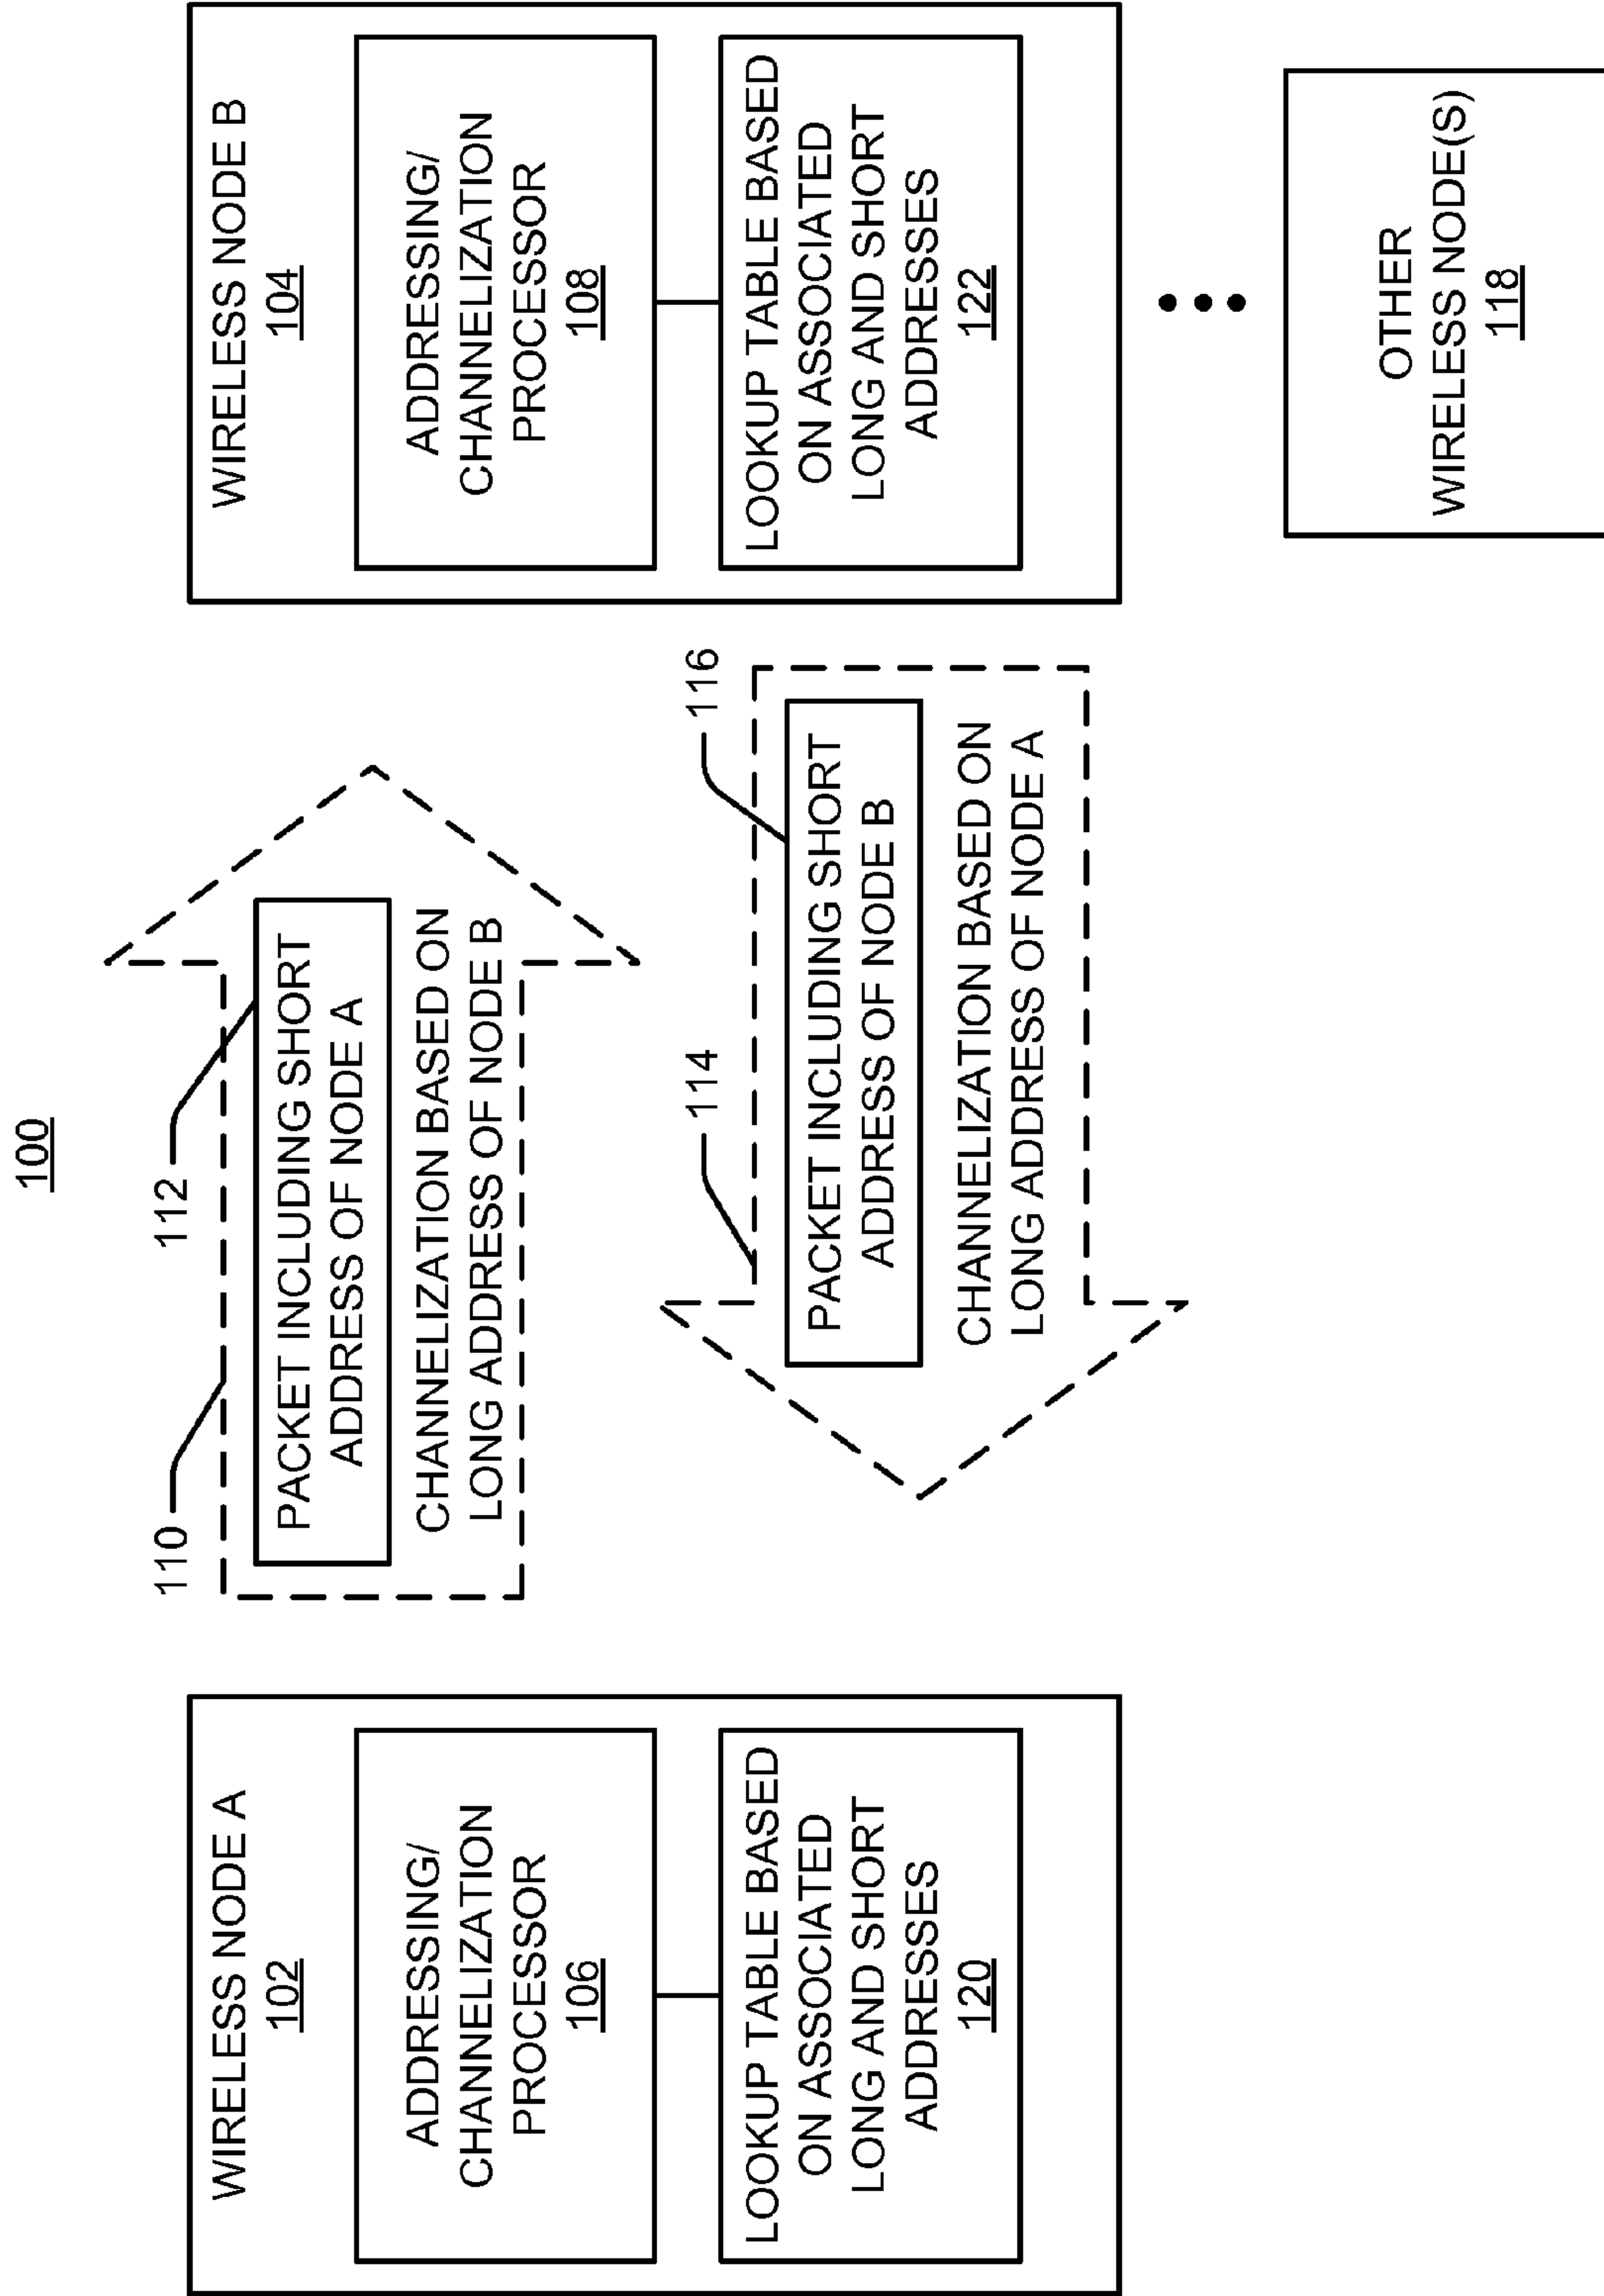 100
WIRELESS NODE A
102
ADDRESSING/
CHANNELIZATION
PROCESSOR
106
LOOKUP TABLE BASED
ON ASSOCIATED
LONG AND SHORT
ADDRESSES
120
110
112
PACKET INCLUDING SHORT
ADDRESS OF NODE A
CHANNELIZATION BASED ON
LONG ADDRESS OF NODE B
114
116
PACKET INCLUDING SHORT
ADDRESS OF NODE B
CHANNELIZATION BASED ON
LONG ADDRESS OF NODE A
WIRELESS NODE B
104
ADDRESSING/
CHANNELIZATION
PROCESSOR
108
LOOKUP TABLE BASED
ON ASSOCIATED
LONG AND SHORT
ADDRESSES
122
OTHER
WIRELESS NODE(S)
118